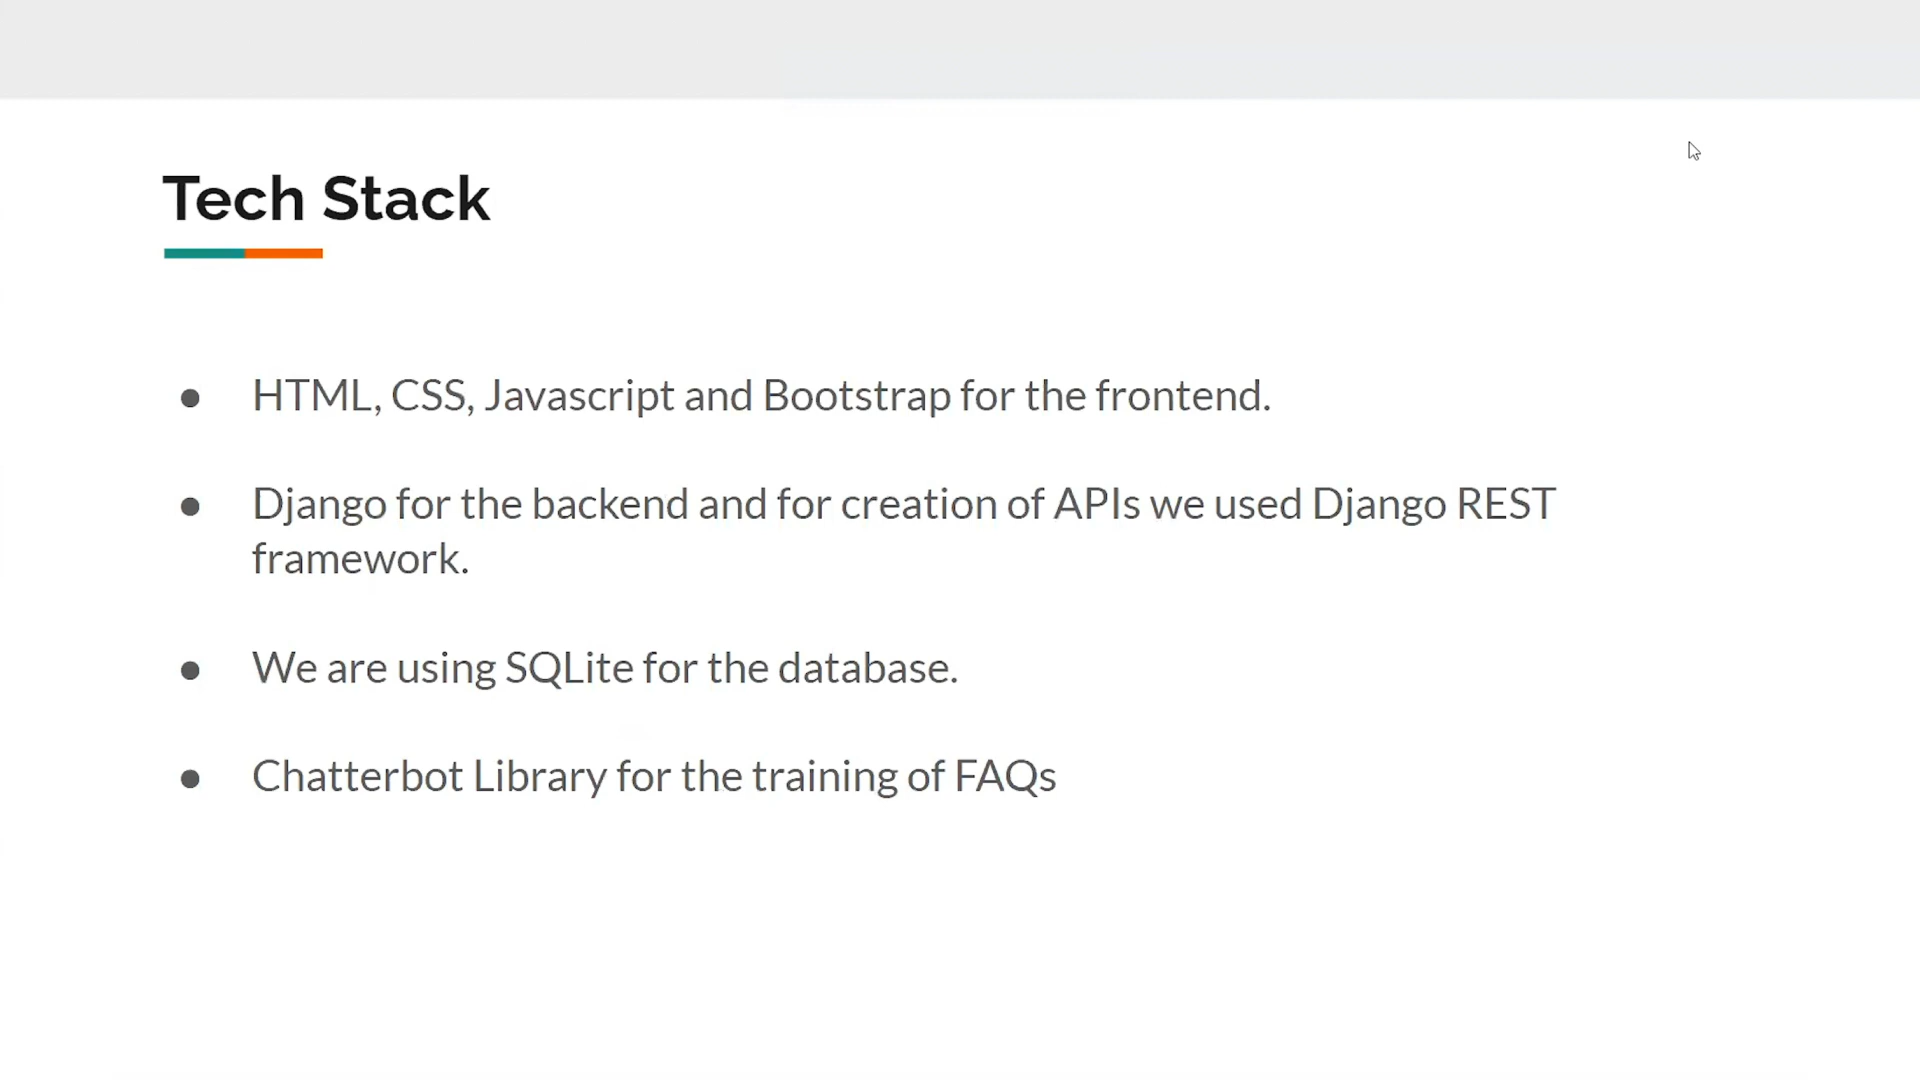 Tech Stack
● HTML, CSS, Javascript and Bootstrap for the frontend.
● Django for the backend and for creation of APIs we used Django REST
framework.
● We are using SQLite for the database.
● Chatterbot Library for the training of FAQs